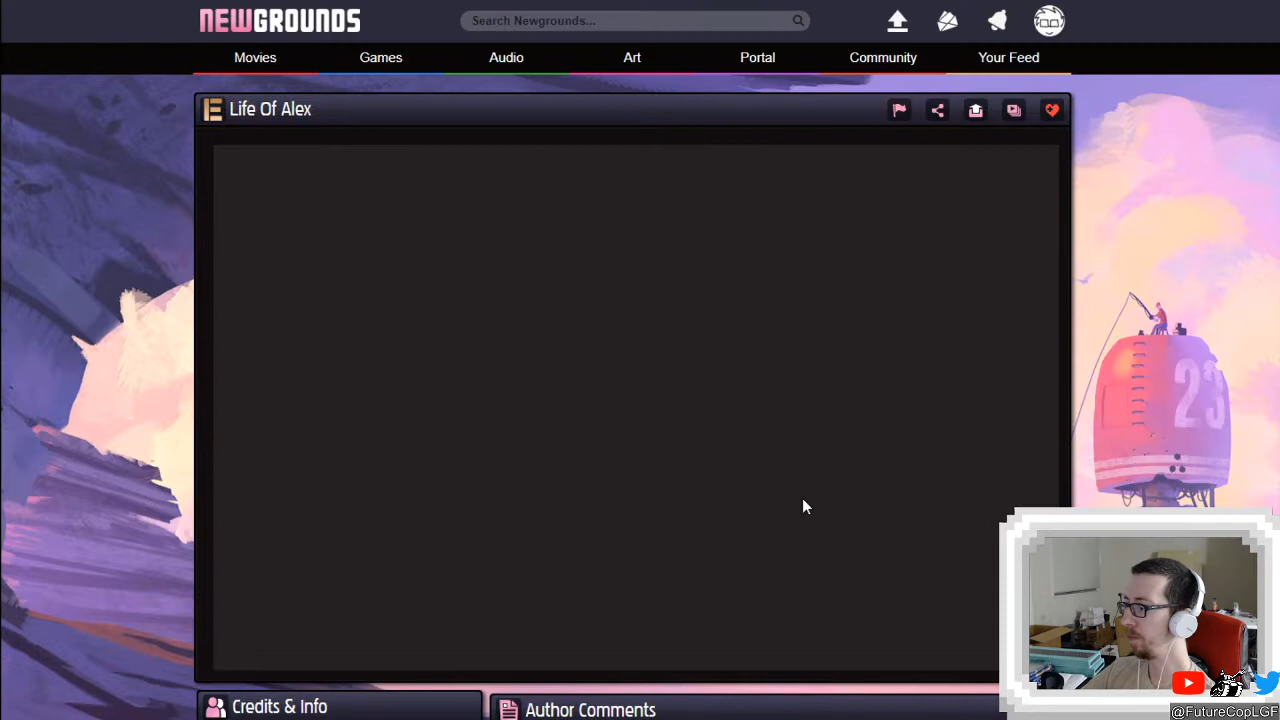 NEWGROUNDS
Search Newgrounds...
Movies
Games
Audio
Art
Portal
Community
Your Feed
E
Life Of Alex
23
Credits & Info
Author Comments
@FutureCopLGF